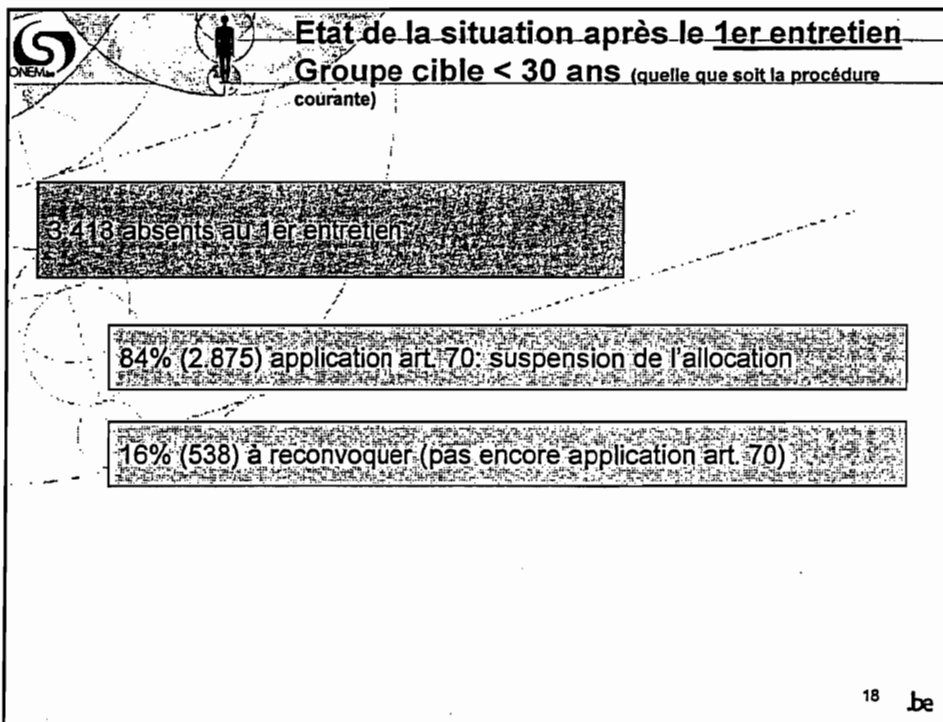 Etat de la situation après le 1er entretien
Groupe cible < 30 ans (quelle que soit la procédure
courante)
ONEM.be
3.413 absents au 1er entretien:
84% (2.875) application art. 70: suspension de l'allocation
16% (538) à reconvoquer (pas encore application art. 70)
18 .be